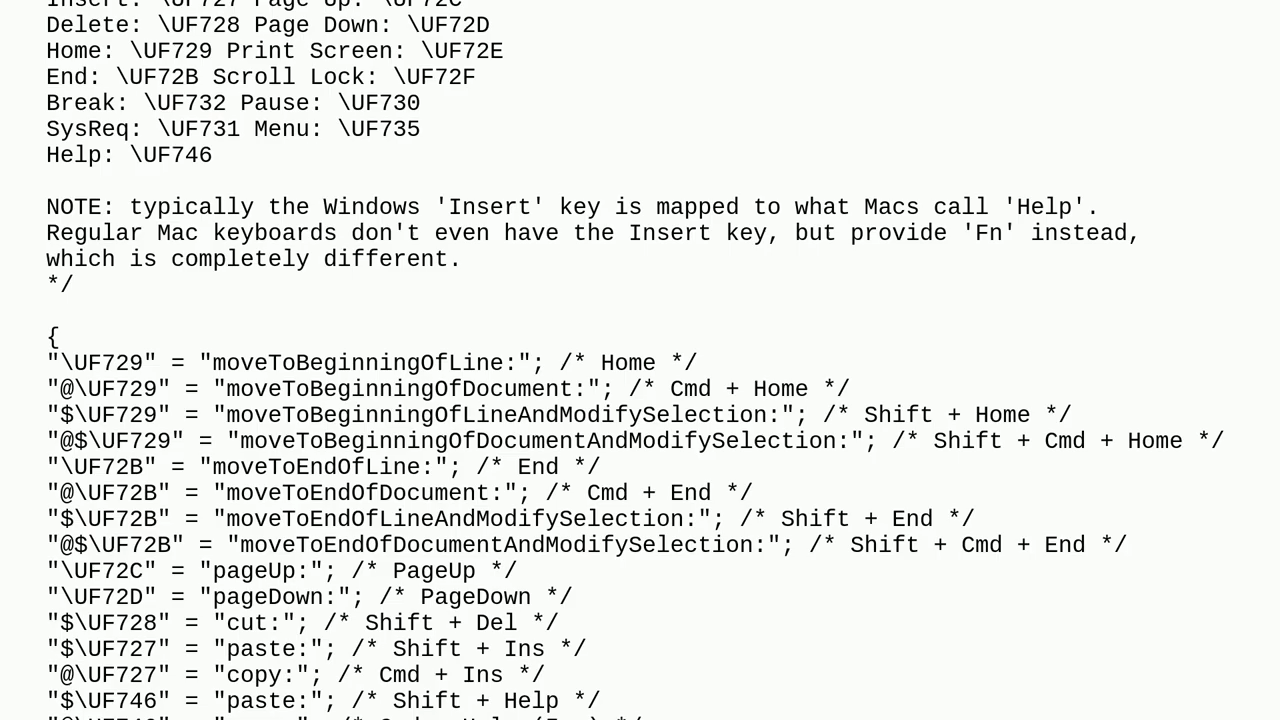 Insert: \UF727 Page Up: \UF72C
Delete: \UF728 Page Down: \UF72D
Home: \UF729 Print Screen: \UF72E
End: \UF72B Scroll Lock: \UF72F
Break: \UF732 Pause: \UF730
SysReq: \UF731 Menu: \UF735
Help: \UF746
NOTE: typically the Windows 'Insert' key is mapped to what Macs call 'Help'.
Regular Mac keyboards don't even have the Insert key, but provide 'Fn' instead,
which is completely different.
*/
{
"\UF729" = "moveToBeginningOfLine:"; /* Home */
"@\UF729" = "moveToBeginningOfDocument:"; /* Cmd + Home */
"$\UF729" = "moveToBeginningOfLineAndModifySelection:"; /* Shift + Home */
"@$\UF729" = "moveToBeginningOfDocumentAndModifySelection:"; /* Shift + Cmd + Home */
"\UF72B" = "moveToEndOfLine:"; /* End */
"@\UF72B" = "moveToEndOfDocument:"; /* Cmd + End */
"$\UF72B" = "moveToEndOfLineAndModifySelection:"; /* Shift + End */
"@$\UF72B" = "moveToEndOfDocumentAndModifySelection:"; /* Shift + Cmd + End */
"\UF72C" = "pageUp:"; /* PageUp */
"\UF72D" = "pageDown:"; /* PageDown */
"$\UF728" = "cut:"; /* Shift + Del */
"$\UF727" = "paste:"; /* Shift + Ins */
"@\UF727" = "copy:"; /* Cmd + Ins */
"$\UF746" = "paste:"; /* Shift + Help */